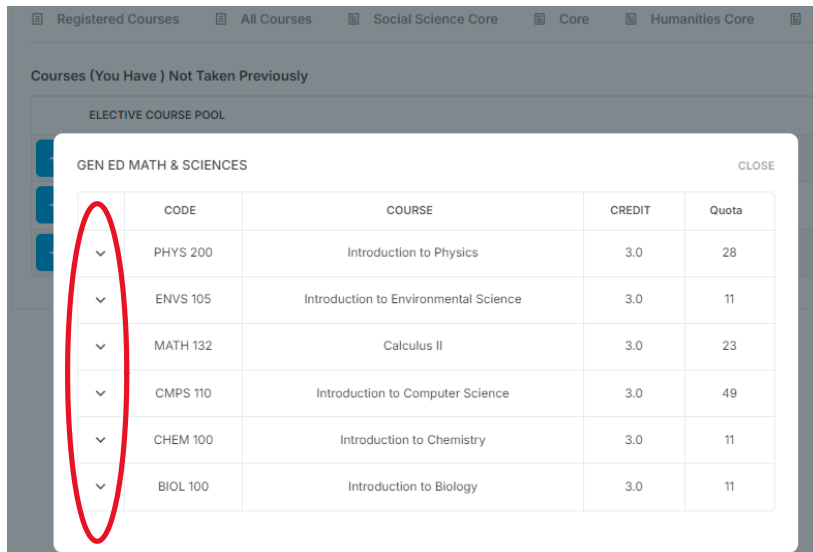 Registered Courses All Courses Social Science Core Core Humanities Core
Courses (You Have ) Not Taken Previously
ELECTIVE COURSE POOL
GEN ED MATH & SCIENCES CLOSE
CODE COURSE CREDIT Quota
PHYS 200 Introduction to Physics 3.0 28
ENVS 105 Introduction to Environmental Science 3.0 11
MATH 132 Calculus II 3.0 23
CMPS 110 Introduction to Computer Science 3.0 49
CHEM 100 Introduction to Chemistry 3.0 11
BIOL 100 Introduction to Biology 3.0 11